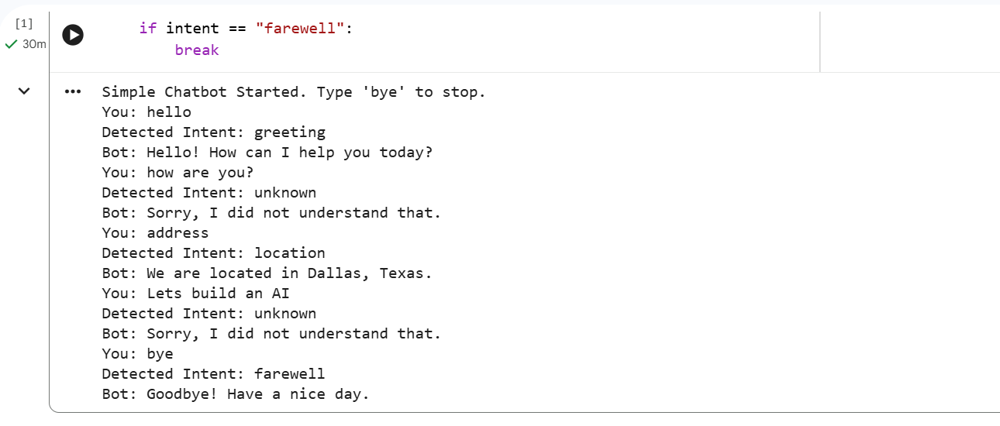 [1]
if intent == "farewell":
30m
break
••• Simple Chatbot Started. Type 'bye' to stop.
You: hello
Detected Intent: greeting
Bot: Hello! How can I help you today?
You: how are you?
Detected Intent: unknown
Bot: Sorry, I did not understand that.
You: address
Detected Intent: location
Bot: We are located in Dallas, Texas.
You: Lets build an AI
Detected Intent: unknown
Bot: Sorry, I did not understand that.
You: bye
Detected Intent: farewell
Bot: Goodbye! Have a nice day.